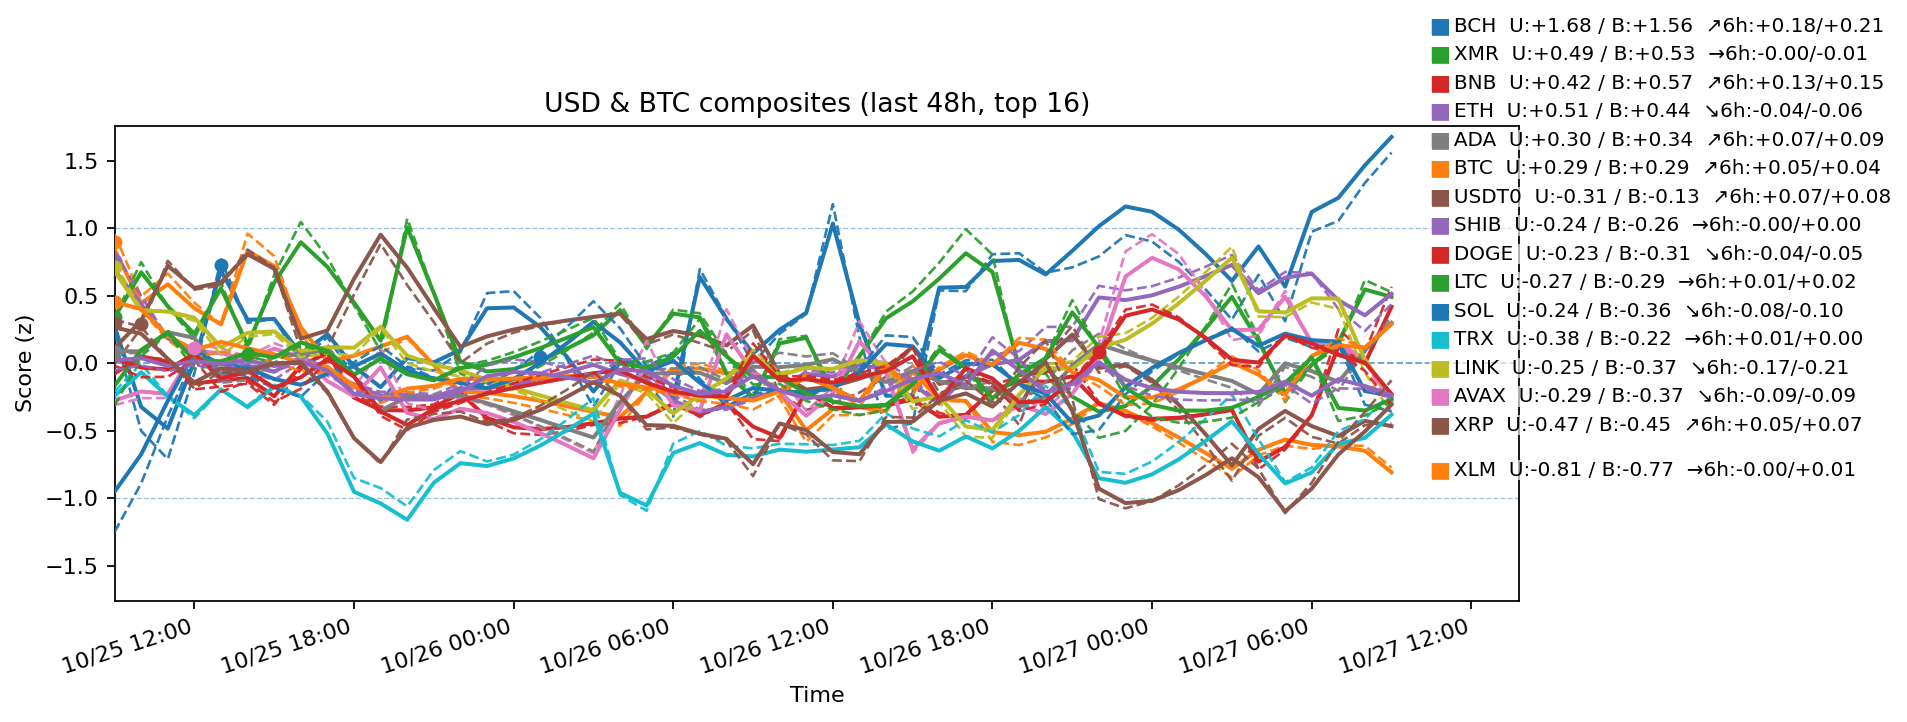 USD & BTC composites (last 48h, top 16)
BCH U:+1.68 / B:+1.56 ↗6h:+0.18/+0.21
XMR U:+0.49 / B:+0.53 →6h:-0.00/-0.01
BNB U:+0.42 / B:+0.57 ↗6h:+0.13/+0.15
ETH U:+0.51 / B:+0.44 ↘6h:-0.04/-0.06
ADA U:+0.30 / B:+0.34 ↗6h:+0.07/+0.09
BTC U:+0.29 / B:+0.29 ↗6h:+0.05/+0.04
USDT0 U:-0.31 / B:-0.13 ↗6h:+0.07/+0.08
SHIB U:-0.24 / B:-0.26 →6h:-0.00/+0.00
DOGE U:-0.23 / B:-0.31 ↘6h:-0.04/-0.05
LTC U:-0.27 / B:-0.29 →6h:+0.01/+0.02
SOL U:-0.24 / B:-0.36 ↘6h:-0.08/-0.10
TRX U:-0.38 / B:-0.22 →6h:+0.01/+0.00
LINK U:-0.25 / B:-0.37 ↘6h:-0.17/-0.21
AVAX U:-0.29 / B:-0.37 ↘6h:-0.09/-0.09
XRP U:-0.47 / B:-0.45 ↗6h:+0.05/+0.07
XLM U:-0.81 / B:-0.77 →6h:-0.00/+0.01
Score (z)
1.5
1.0
0.5
0.0
−0.5
−1.0
−1.5
10/25 12:00
10/25 18:00
10/26 00:00
10/26 06:00
10/26 12:00
10/26 18:00
10/27 00:00
10/27 06:00
10/27 12:00
Time